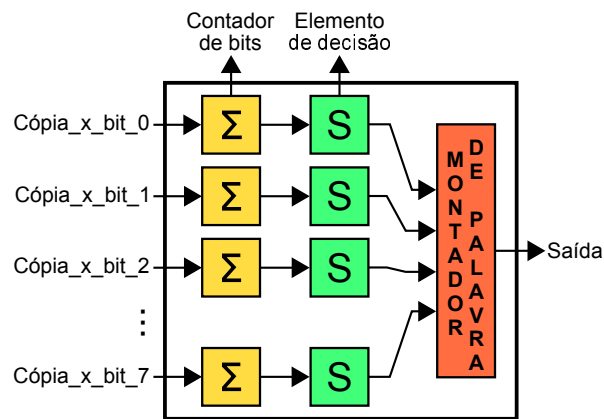 Contador
de bits
Elemento
de decisão
Cópia_x_bit_0
Σ
S
Cópia_x_bit_1
Σ
S
Cópia_x_bit_2
Σ
S
⋮
Cópia_x_bit_7
Σ
S
MONTADOR
DE PALAVRA
Saída